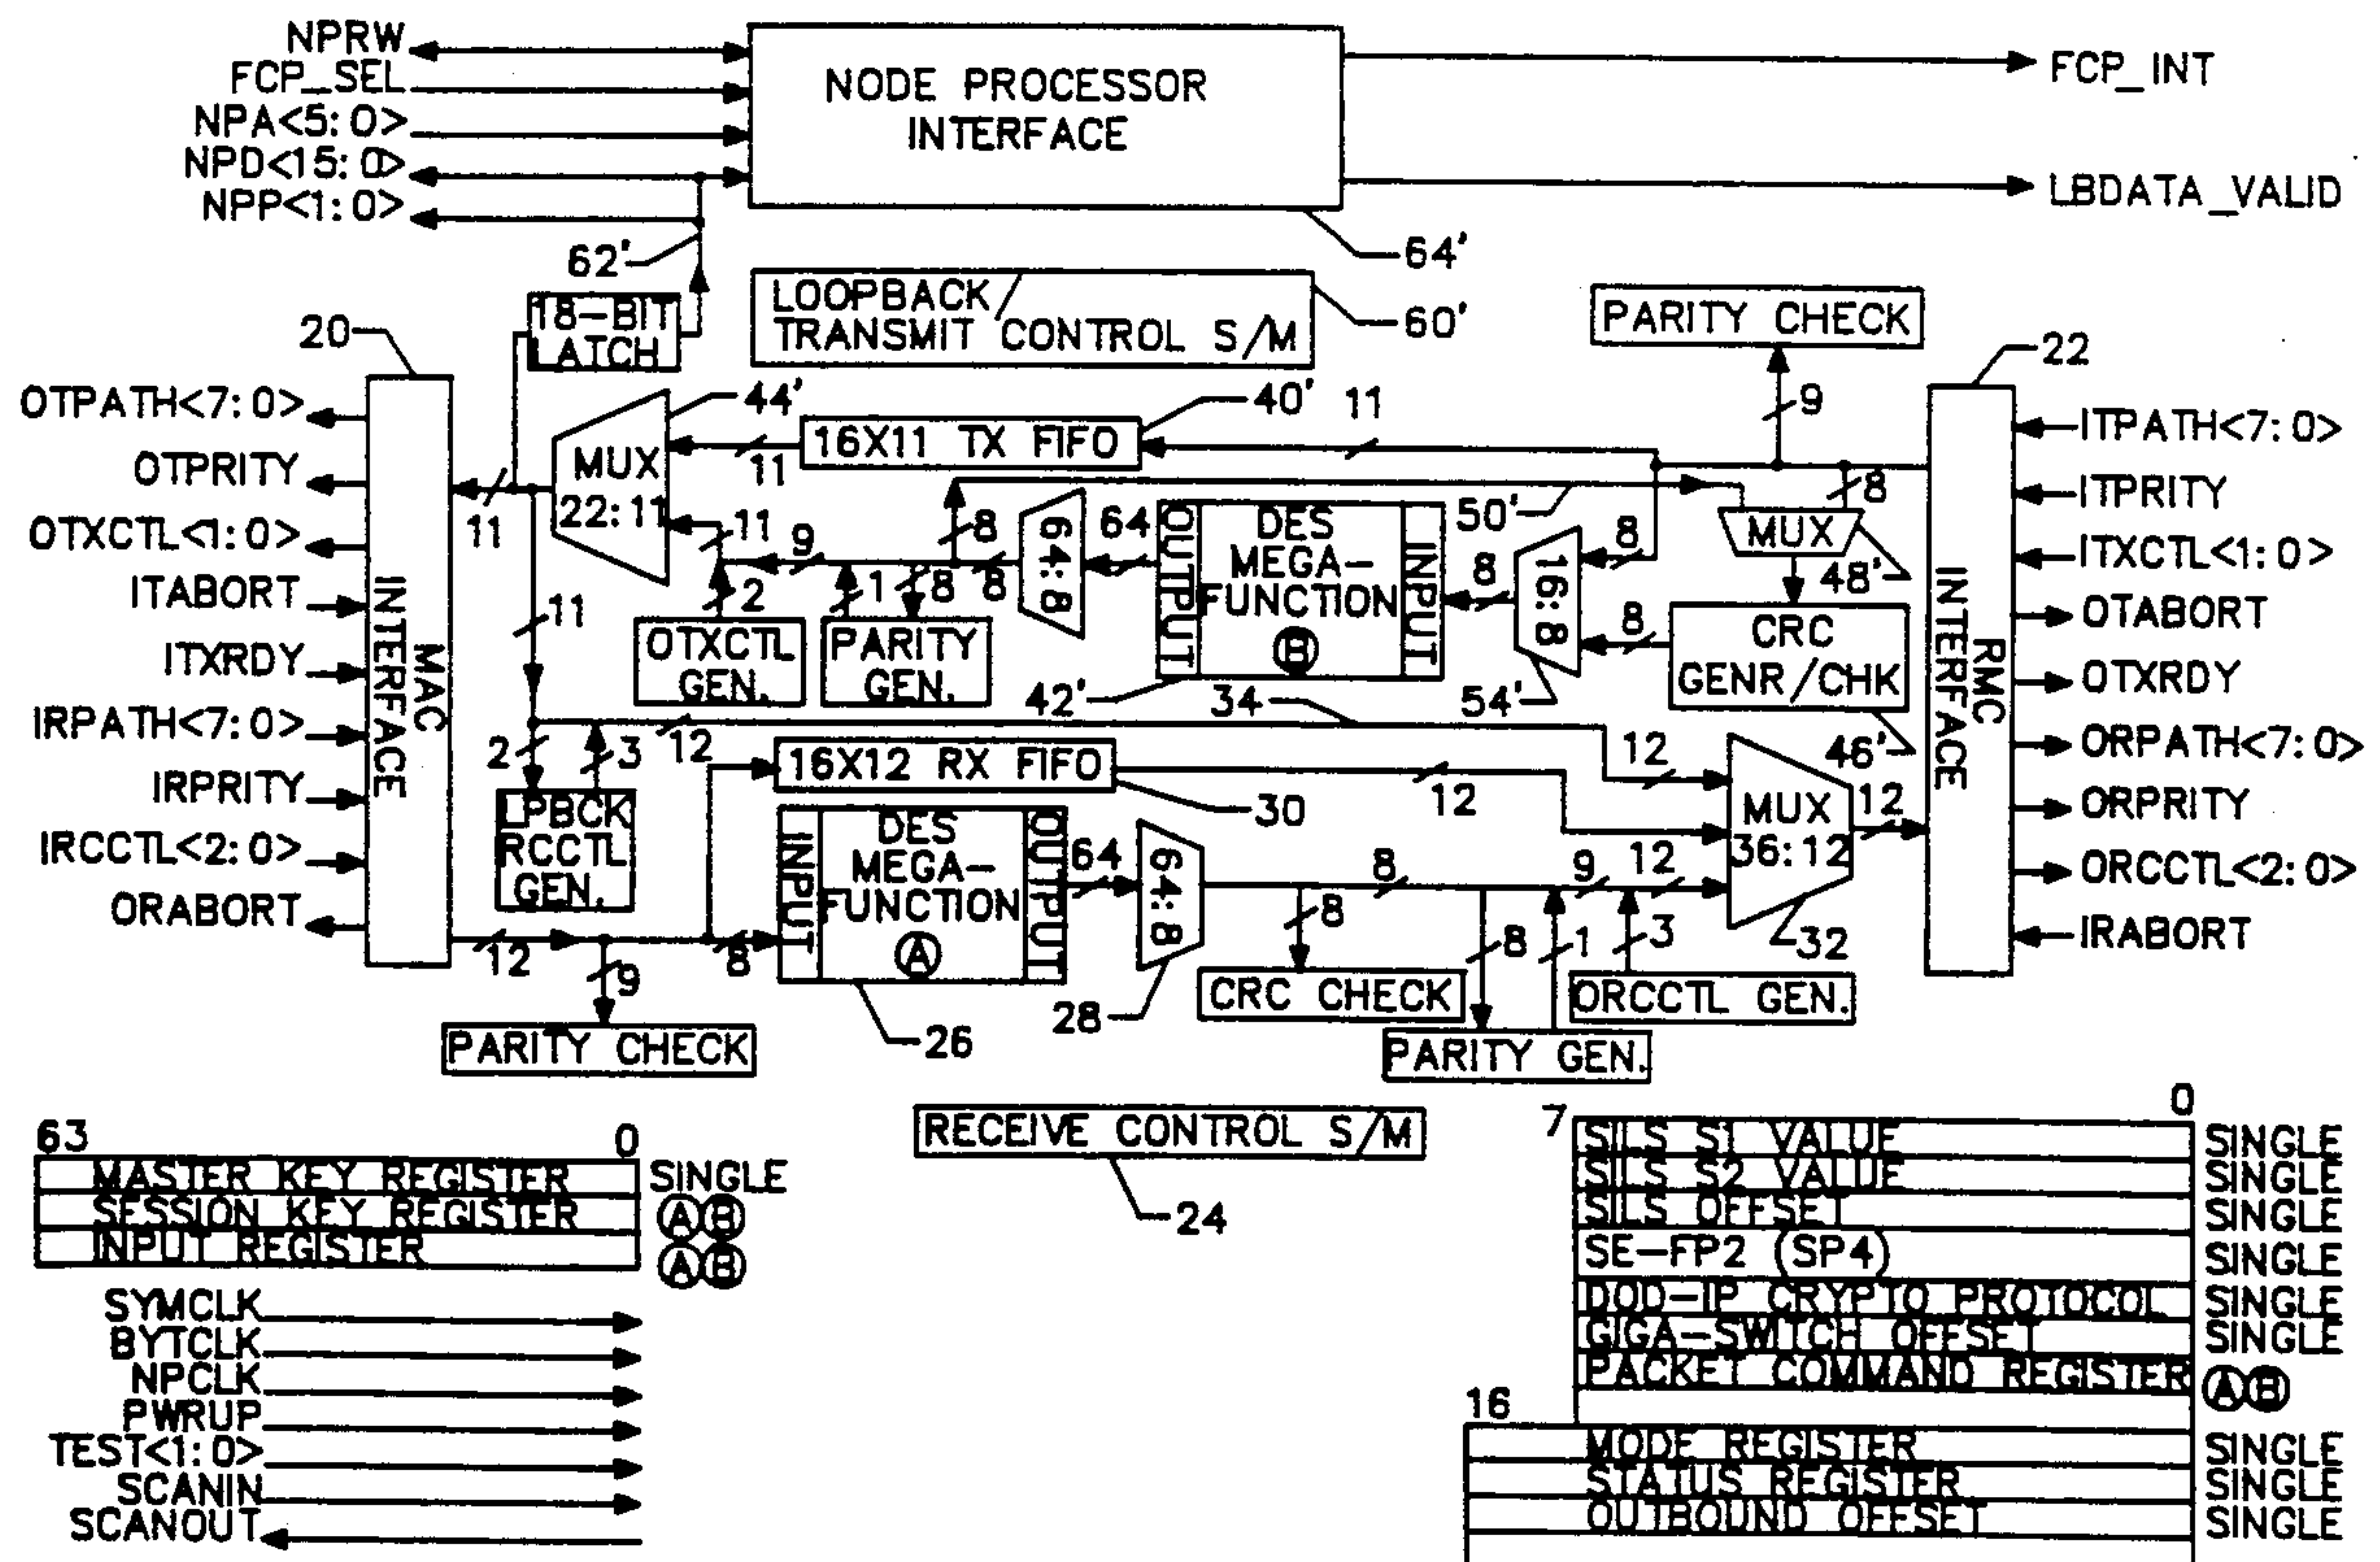 NPRW
FCP_SEL
NPA<5:0>
NPD<15:0>
NPP<1:0>
NODE PROCESSOR
INTERFACE
FCP_INT
LBDATA_VALID
62'
64'
18-BIT
LATCH
LOOPBACK/
TRANSMIT CONTROL S/M
60'
PARITY CHECK
20
22
OTPATH<7:0>
OTPRITY
OTXCTL<1:0>
ITABORT
ITXRDY
IRPATH<7:0>
IRPRITY
IRCCTL<2:0>
ORABORT
MAC
INTERFACE
44'
MUX
22:11
11
11
16X11 TX FIFO
40'
11
9
8
50'
MUX
48'
11
2
9
1
8
8
8
64:8
64
OUTPUT
DES
MEGA-
FUNCTION
B
INPUT
42'
8
16:8
54'
8
8
CRC
GENR/CHK
46'
OTXCTL
GEN.
PARITY
GEN.
11
2
3
12
34
LPBCK
RCCTL
GEN.
16X12 RX FIFO
30
12
12
MUX
36:12
32
12
12
9
12
INPUT
DES
MEGA-
FUNCTION
A
OUTPUT
26
64
64:8
28
8
8
8
1
3
9
8
PARITY CHECK
CRC CHECK
PARITY GEN.
ORCCTL GEN.
RMC
INTERFACE
ITPATH<7:0>
ITPRITY
ITXCTL<1:0>
OTABORT
OTXRDY
ORPATH<7:0>
ORPRITY
ORCCTL<2:0>
IRABORT
RECEIVE CONTROL S/M
24
63 0
MASTER KEY REGISTER SINGLE
SESSION KEY REGISTER A B
INPUT REGISTER A B
SYMCLK
BYTCLK
NPCLK
PWRUP
TEST<1:0>
SCANIN
SCANOUT
7 0
SILS S1 VALUE SINGLE
SILS S2 VALUE SINGLE
SILS OFFSET SINGLE
SE-FP2 (SP4) SINGLE
DOD-IP CRYPTO PROTOCOL SINGLE
GIGA-SWITCH OFFSET SINGLE
PACKET COMMAND REGISTER A B
16
MODE REGISTER SINGLE
STATUS REGISTER SINGLE
OUTBOUND OFFSET SINGLE